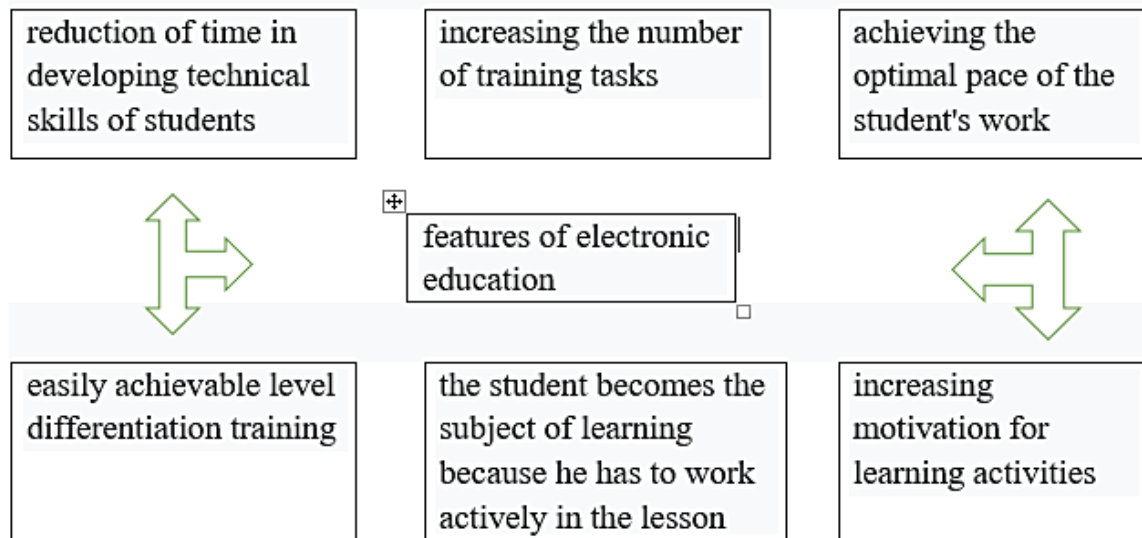 reduction of time in
developing technical
skills of students
increasing the number
of training tasks
achieving the
optimal pace of the
student's work
features of electronic
education
easily achievable level
differentiation training
the student becomes the
subject of learning
because he has to work
actively in the lesson
increasing
motivation for
learning activities